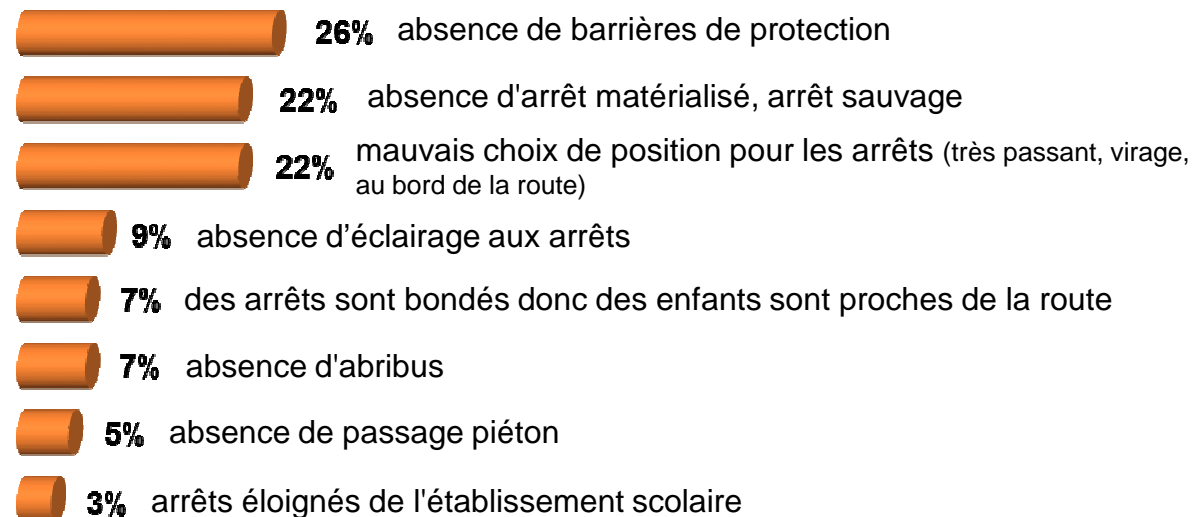 26% absence de barrières de protection
22% absence d'arrêt matérialisé, arrêt sauvage
22% mauvais choix de position pour les arrêts (très passant, virage,
au bord de la route)
9% absence d’éclairage aux arrêts
7% des arrêts sont bondés donc des enfants sont proches de la route
7% absence d'abribus
5% absence de passage piéton
3% arrêts éloignés de l'établissement scolaire